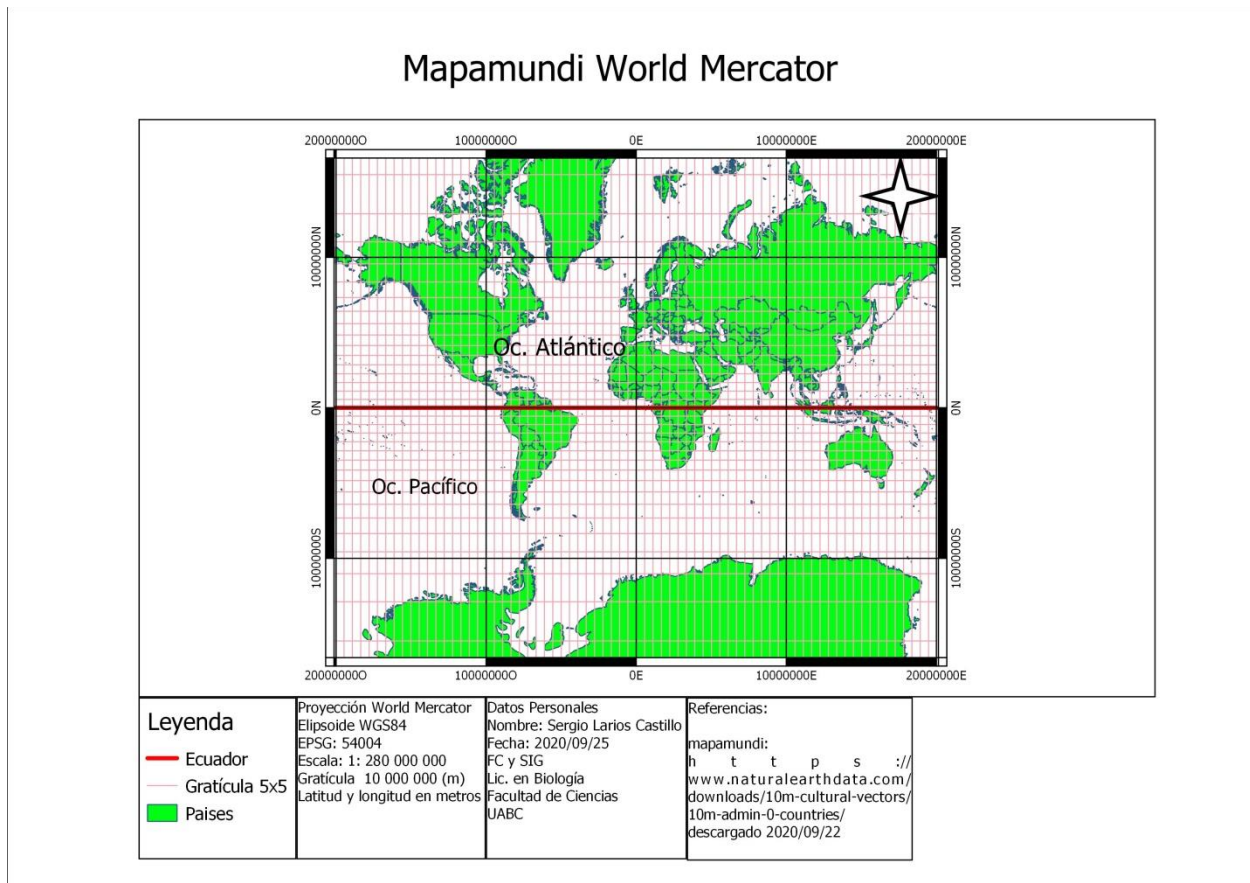 Mapamundi World Mercator
20000000O 10000000O 0E 10000000E 20000000E
10000000N 10000000N
Oc. Atlántico
0N 0N
Oc. Pacífico
10000000S 10000000S
20000000O 10000000O 0E 10000000E 20000000E
Leyenda
Ecuador
Gratícula 5x5
Paises
Proyección World Mercator
Elipsoide WGS84
EPSG: 54004
Escala: 1: 280 000 000
Gratícula 10 000 000 (m)
Latitud y longitud en metros
Datos Personales
Nombre: Sergio Larios Castillo
Fecha: 2020/09/25
FC y SIG
Lic. en Biología
Facultad de Ciencias
UABC
Referencias:
mapamundi:
h t t p s ://
www.naturalearthdata.com/
downloads/10m-cultural-vectors/
10m-admin-0-countries/
descargado 2020/09/22